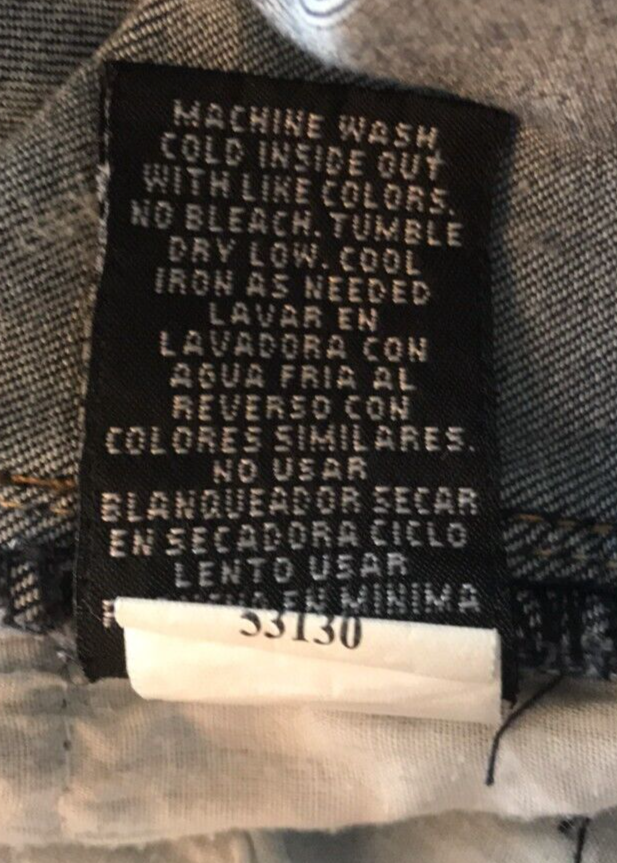 MACHINE WASH
COLD INSIDE OUT
WITH LIKE COLORS.
NO BLEACH. TUMBLE
DRY LOW. COOL
IRON AS NEEDED
LAVAR EN
LAVADORA CON
AGUA FRIA AL
REVERSO CON
COLORES SIMILARES.
NO USAR
BLANQUEADOR SECAR
EN SECADORA CICLO
LENTO USAR
EN MINIMA
53130